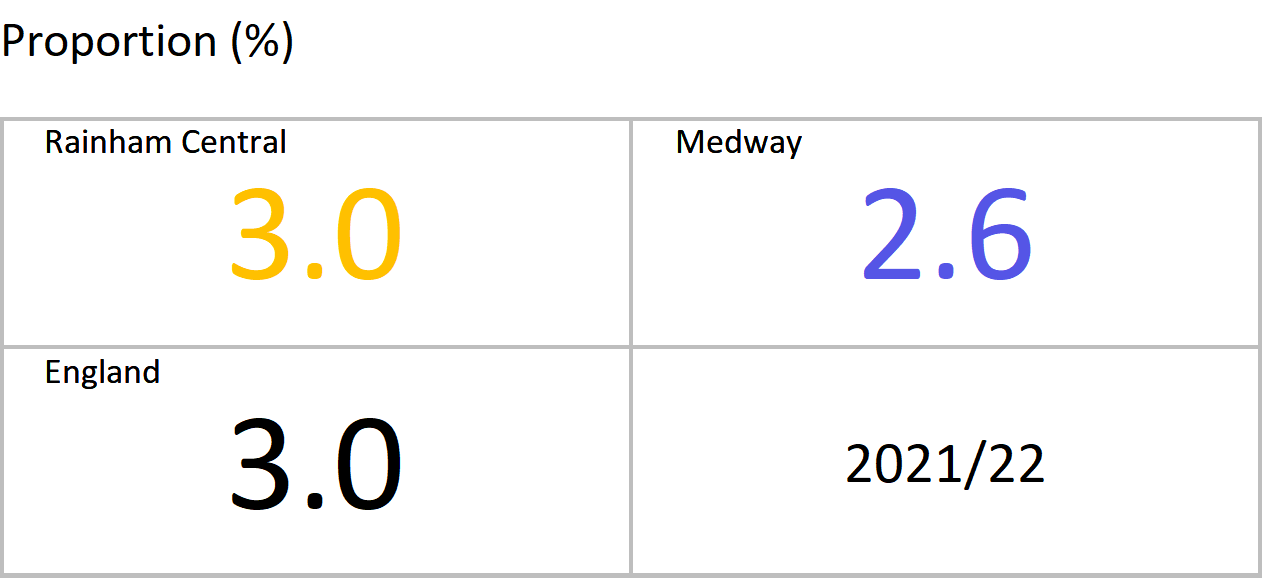 Proportion (%)
Rainham Central
3.0
Medway
2.6
England
3.0
2021/22